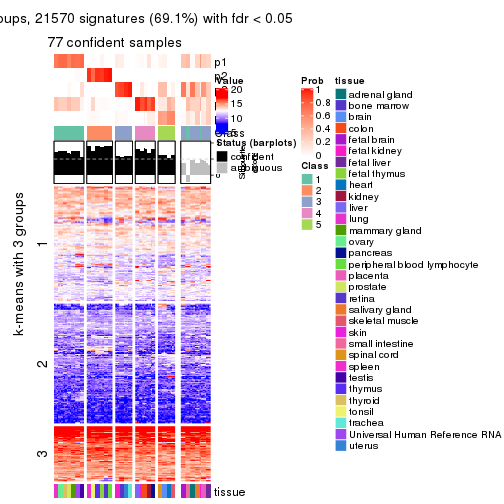 oups, 21570 signatures (69.1%) with fdr < 0.05
77 confident samples
p1
p2
Value
20
15
10
5
Class
Status (barplots)
confident
ambiguous
0
k-means with 3 groups
1
2
3
tissue
Prob
1
0.8
0.6
0.4
0.2
0
Class
1
2
3
4
5
tissue
adrenal gland
bone marrow
brain
colon
fetal brain
fetal kidney
fetal liver
fetal thymus
heart
kidney
liver
lung
mammary gland
ovary
pancreas
peripheral blood lymphocyte
placenta
prostate
retina
salivary gland
skeletal muscle
skin
small intestine
spinal cord
spleen
testis
thymus
thyroid
tonsil
trachea
Universal Human Reference RNA
uterus